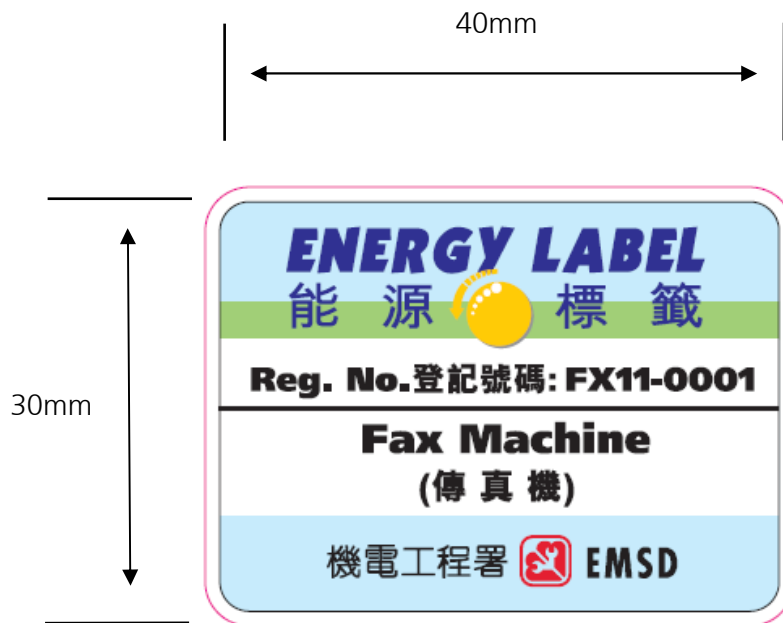 40mm
30mm
ENERGY LABEL
能源標籤
Reg. No.登記號碼: FX11-0001
Fax Machine
(傳真機)
機電工程署 EMSD